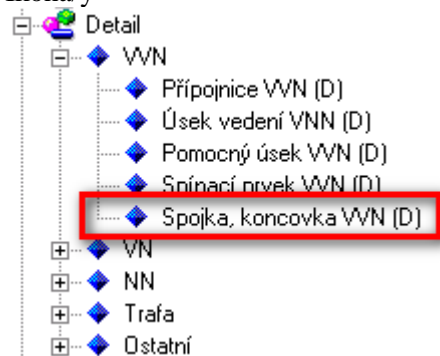 Detail
VVN
Přípojnice VVN (D)
Úsek vedení VNN (D)
Pomocný úsek VVN (D)
Spínací prvek VVN (D)
Spojka, koncovka VVN (D)
VN
NN
Trafa
Ostatní